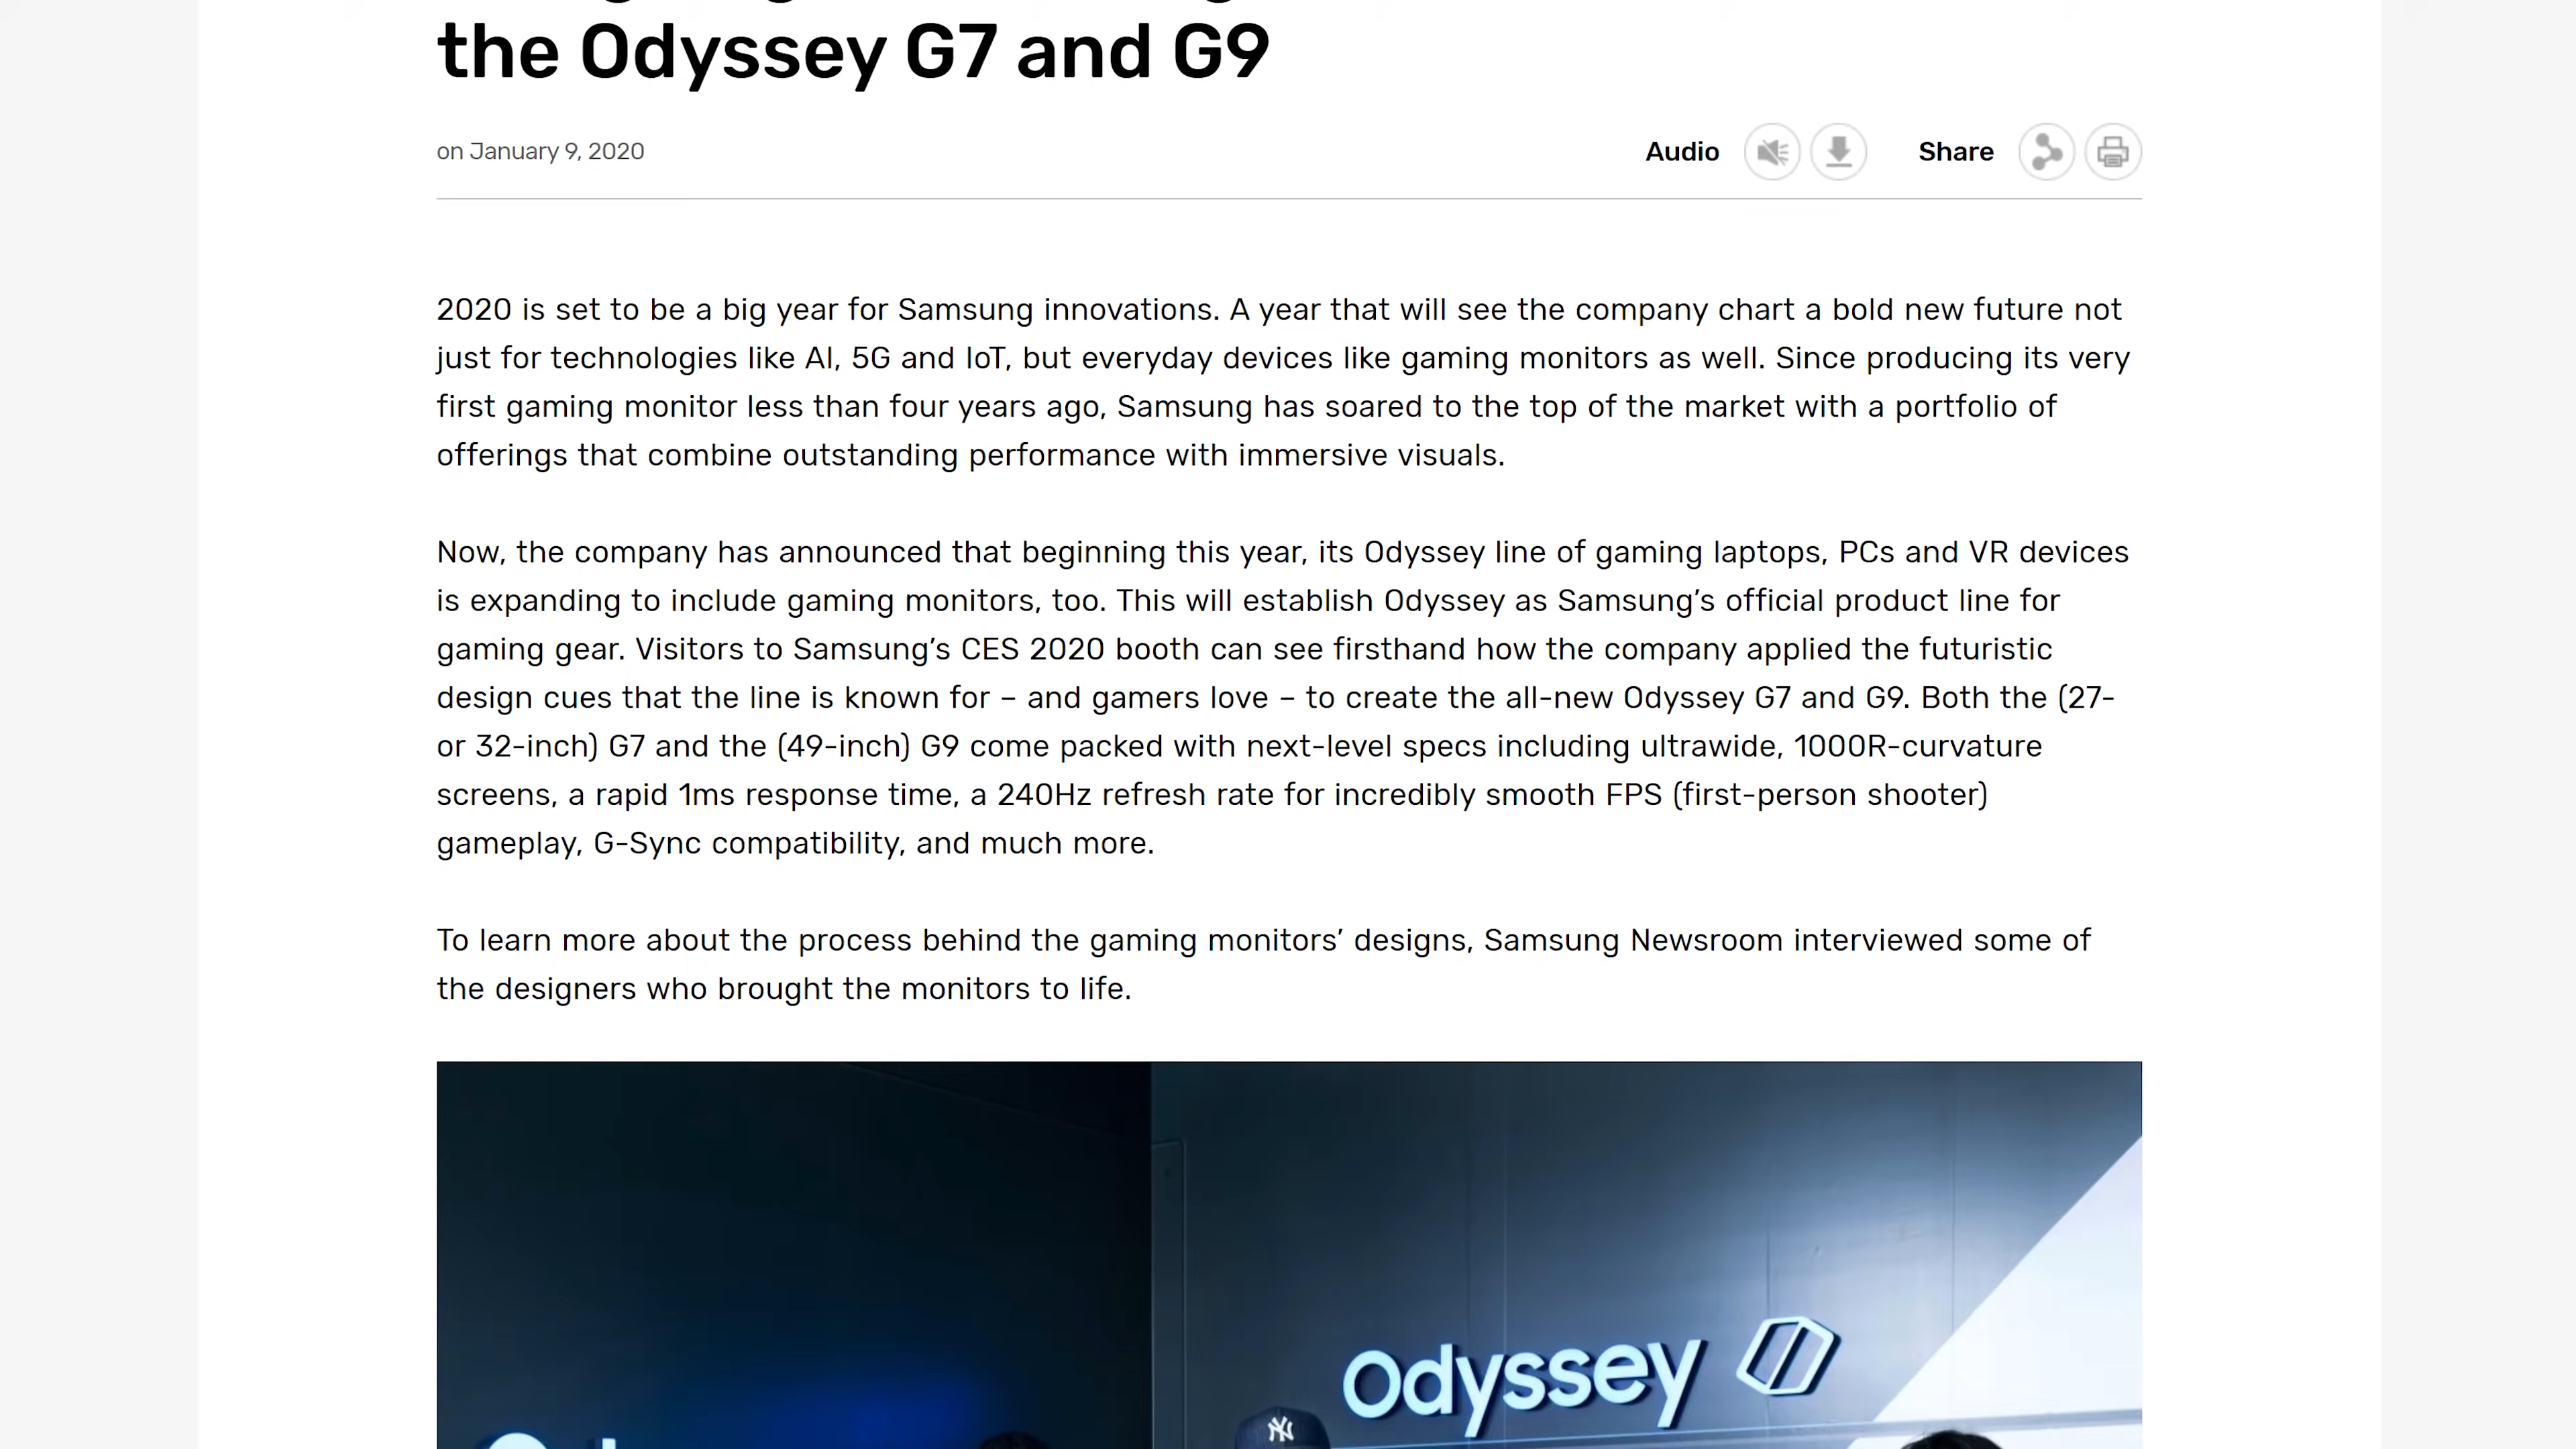 the Odyssey G7 and G9
on January 9, 2020
Audio
Share
2020 is set to be a big year for Samsung innovations. A year that will see the company chart a bold new future not
just for technologies like AI, 5G and IoT, but everyday devices like gaming monitors as well. Since producing its very
first gaming monitor less than four years ago, Samsung has soared to the top of the market with a portfolio of
offerings that combine outstanding performance with immersive visuals.
Now, the company has announced that beginning this year, its Odyssey line of gaming laptops, PCs and VR devices
is expanding to include gaming monitors, too. This will establish Odyssey as Samsung’s official product line for
gaming gear. Visitors to Samsung’s CES 2020 booth can see firsthand how the company applied the futuristic
design cues that the line is known for – and gamers love – to create the all-new Odyssey G7 and G9. Both the (27-
or 32-inch) G7 and the (49-inch) G9 come packed with next-level specs including ultrawide, 1000R-curvature
screens, a rapid 1ms response time, a 240Hz refresh rate for incredibly smooth FPS (first-person shooter)
gameplay, G-Sync compatibility, and much more.
To learn more about the process behind the gaming monitors’ designs, Samsung Newsroom interviewed some of
the designers who brought the monitors to life.
Odyssey
NY